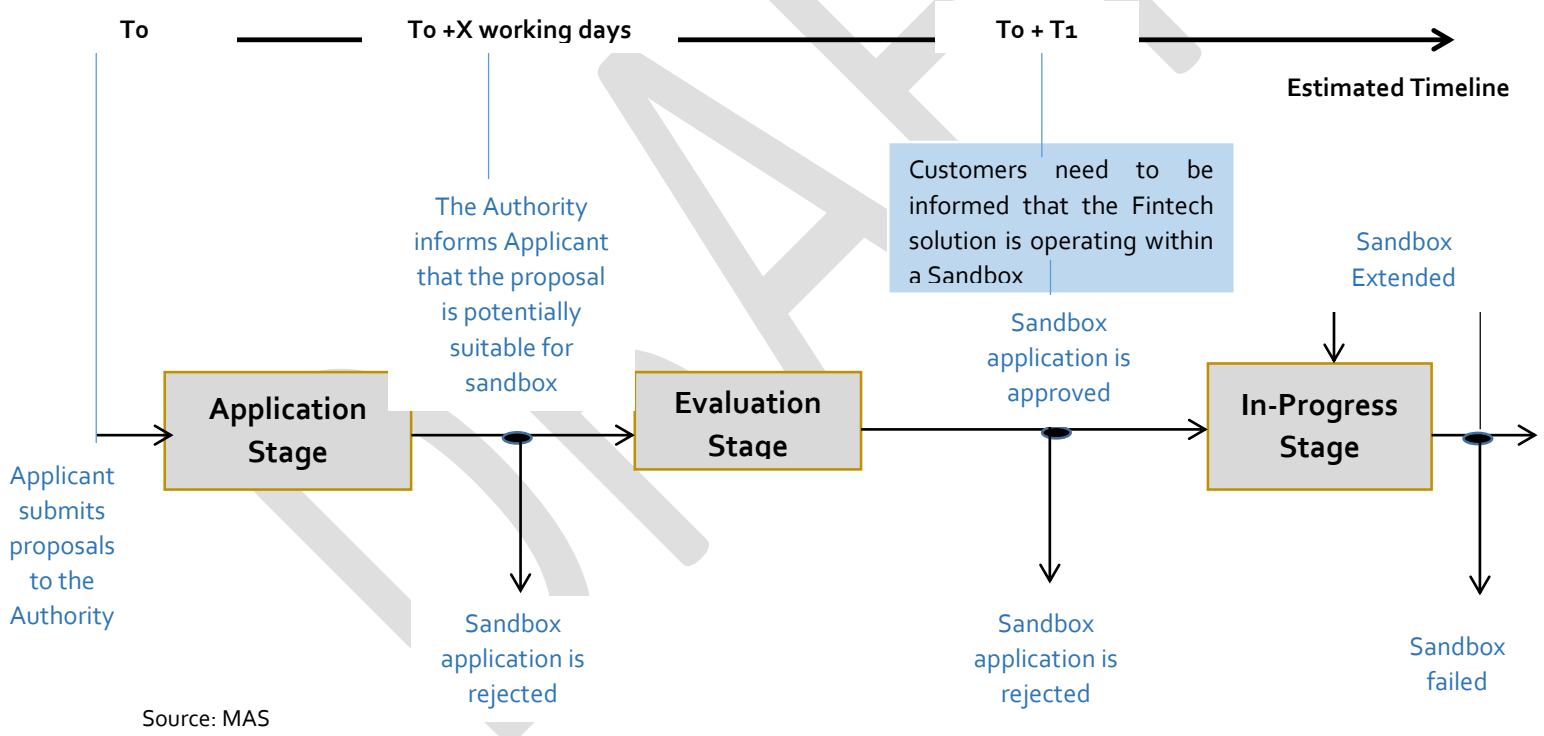 To
To +X working days
To + T1
Estimated Timeline
Customers need to be
informed that the Fintech
solution is operating within
a Sandbox
The Authority
informs Applicant
that the proposal
is potentially
suitable for
sandbox
Sandbox
Extended
Sandbox
application is
approved
Application
Stage
Evaluation
Stage
In-Progress
Stage
Applicant
submits
proposals
to the
Authority
Sandbox
application is
rejected
Sandbox
application is
rejected
Sandbox
failed
Source: MAS